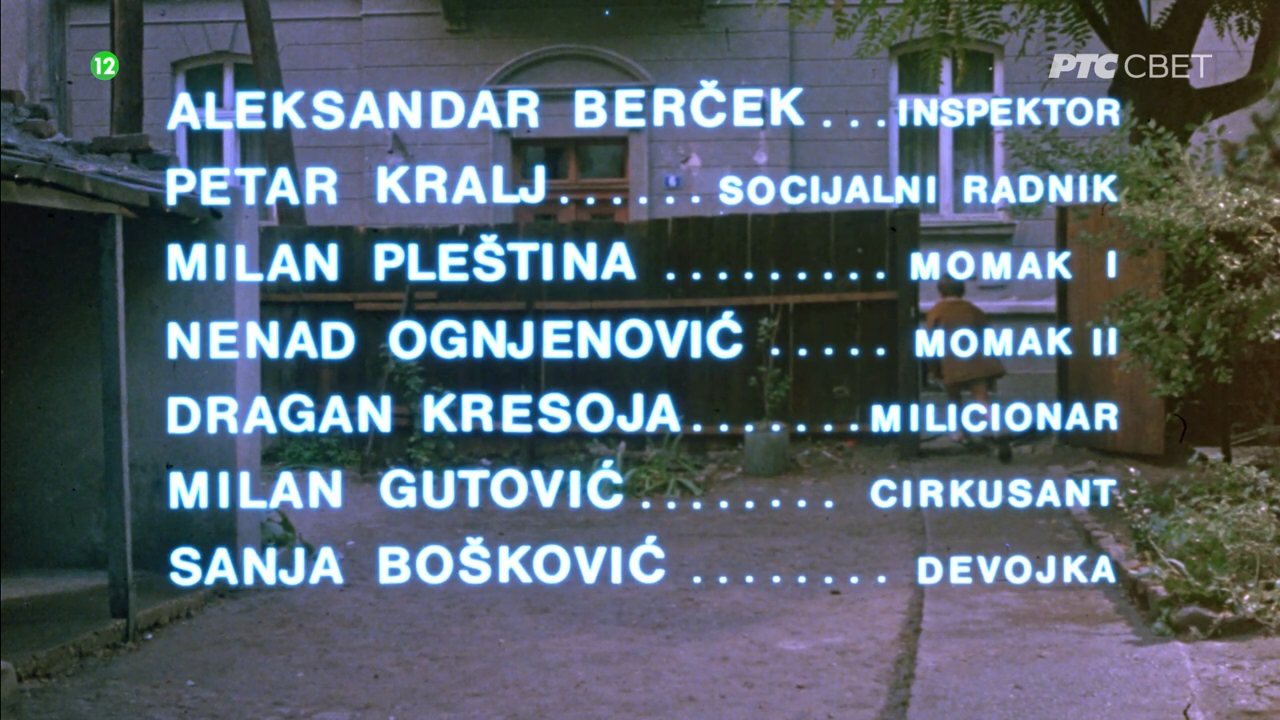 12
РТС СВЕТ
ALEKSANDAR BERČEK ... INSPEKTOR
PETAR KRALJ ...... SOCIJALNI RADNIK
MILAN PLEŠTINA ......... MOMAK I
NENAD OGNJENOVIĆ ..... MOMAK II
DRAGAN KRESOJA ....... MILICIONAR
MILAN GUTOVIĆ ........ CIRKUSANT
SANJA BOŠKOVIĆ ........ DEVOJKA